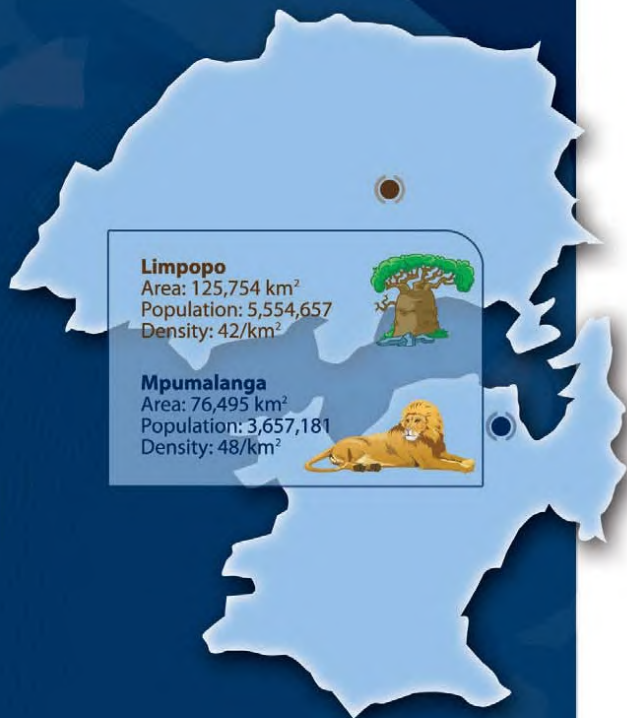 Limpopo
Area: 125,754 km²
Population: 5,554,657
Density: 42/km²
Mpumalanga
Area: 76,495 km²
Population: 3,657,181
Density: 48/km²